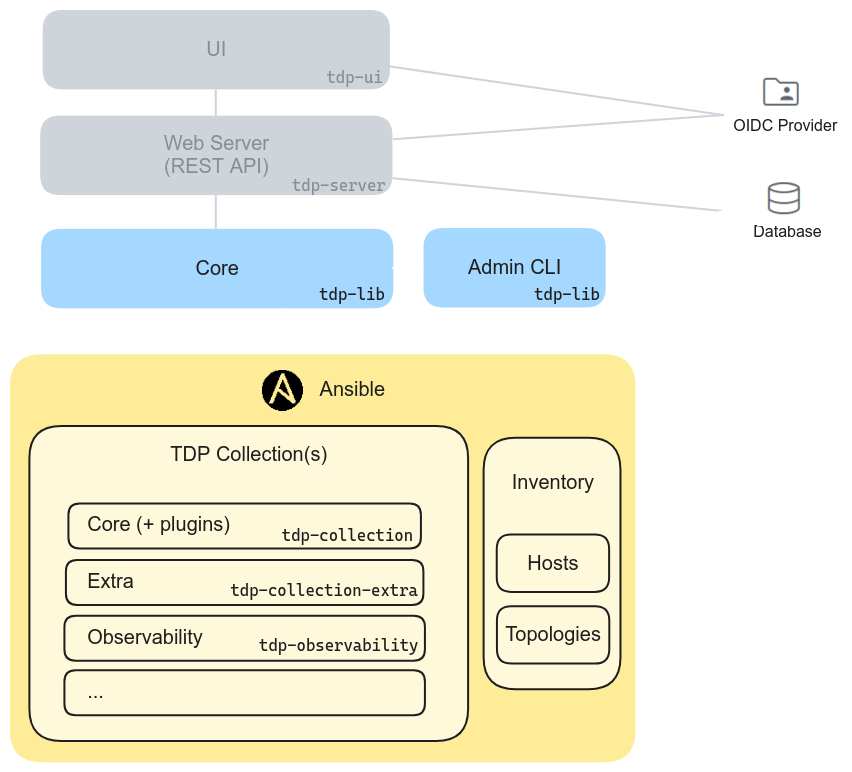 UI
tdp-ui
Web Server
(REST API)
tdp-server
OIDC Provider
Database
Core
tdp-lib
Admin CLI
tdp-lib
Ansible
TDP Collection(s)
Core (+ plugins)
tdp-collection
Extra
tdp-collection-extra
Observability
tdp-observability
...
Inventory
Hosts
Topologies